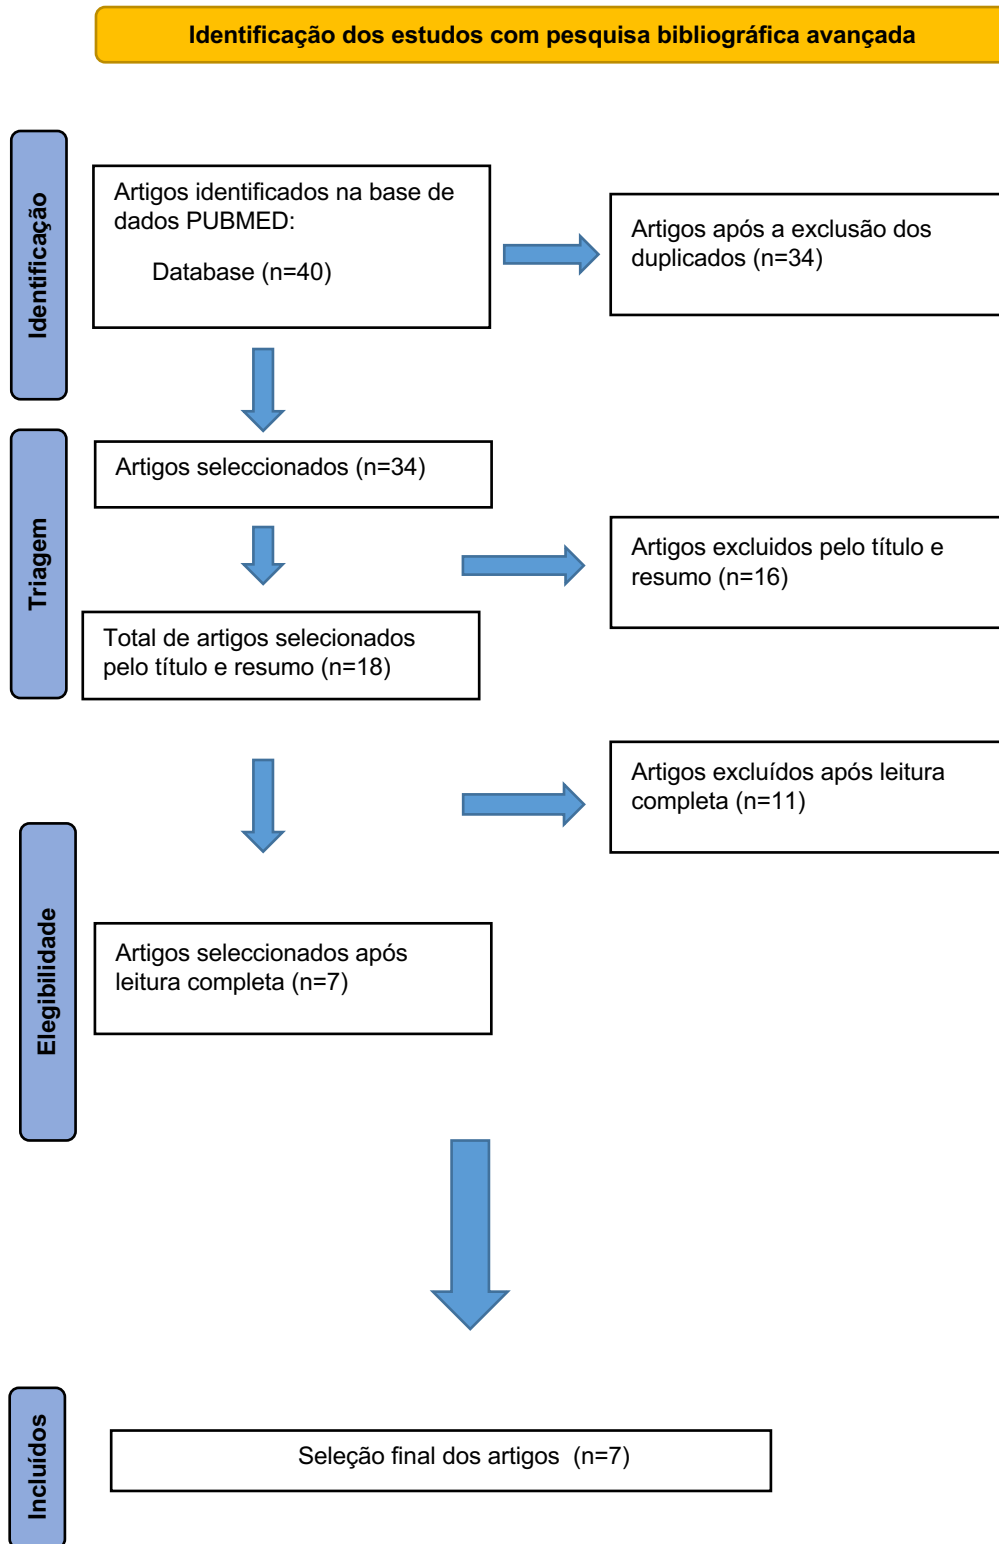 Identificação dos estudos com pesquisa bibliográfica avançada
Identificação
Artigos identificados na base de
dados PUBMED:
Database (n=40)
Artigos após a exclusão dos
duplicados (n=34)
Triagem
Artigos seleccionados (n=34)
Artigos excluidos pelo título e
resumo (n=16)
Total de artigos selecionados
pelo título e resumo (n=18)
Artigos excluídos após leitura
completa (n=11)
Elegibilidade
Artigos seleccionados após
leitura completa (n=7)
Incluídos
Seleção final dos artigos  (n=7)